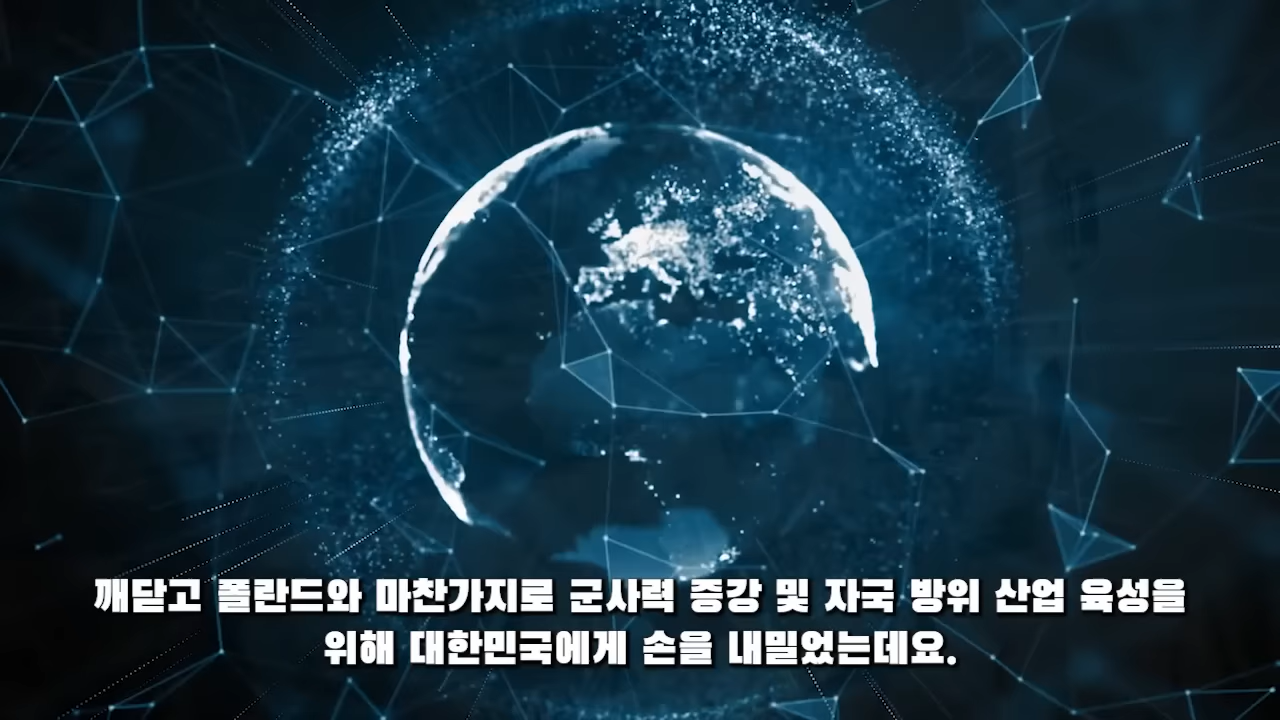 깨닫고 폴란드와 마찬가지로 군사력 증강 및 자국 방위 산업 육성을
위해 대한민국에게 손을 내밀었는데요.